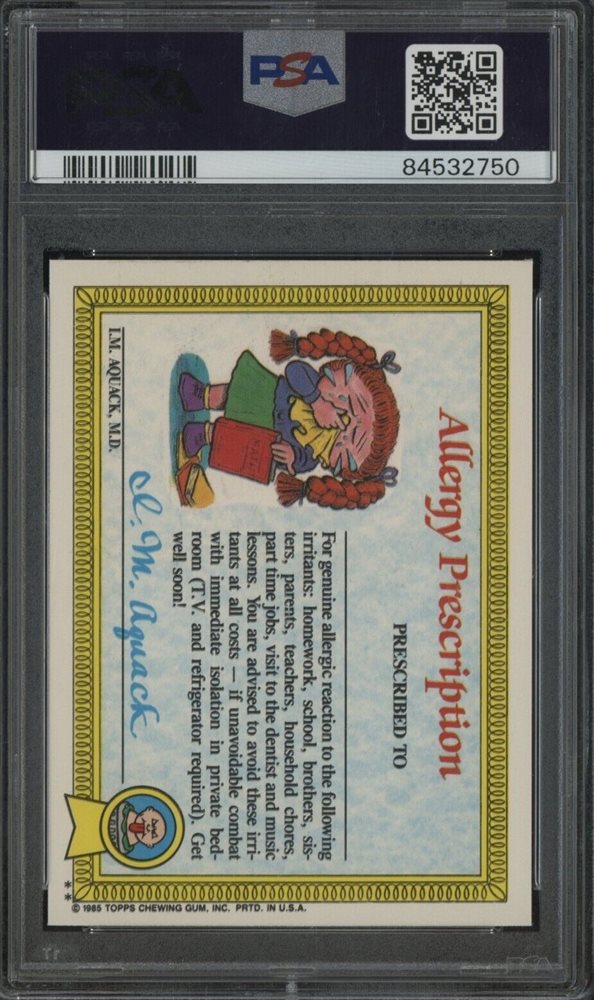 PSA
84532750
Allergy Prescription
PRESCRIBED TO
For genuine allergic reaction to the following
irritants: homework, school, brothers, sis-
ters, parents, teachers, household chores,
part time jobs, visit to the dentist and music
lessons. You are advised to avoid these irri-
tants at all costs — if unavoidable combat
with immediate isolation in private bed-
room (T.V. and refrigerator required). Get
well soon!
MATH
I.M. AQUACK, M.D.
I. M. Aquack
** © 1985 TOPPS CHEWING GUM, INC. PRTD. IN U.S.A.